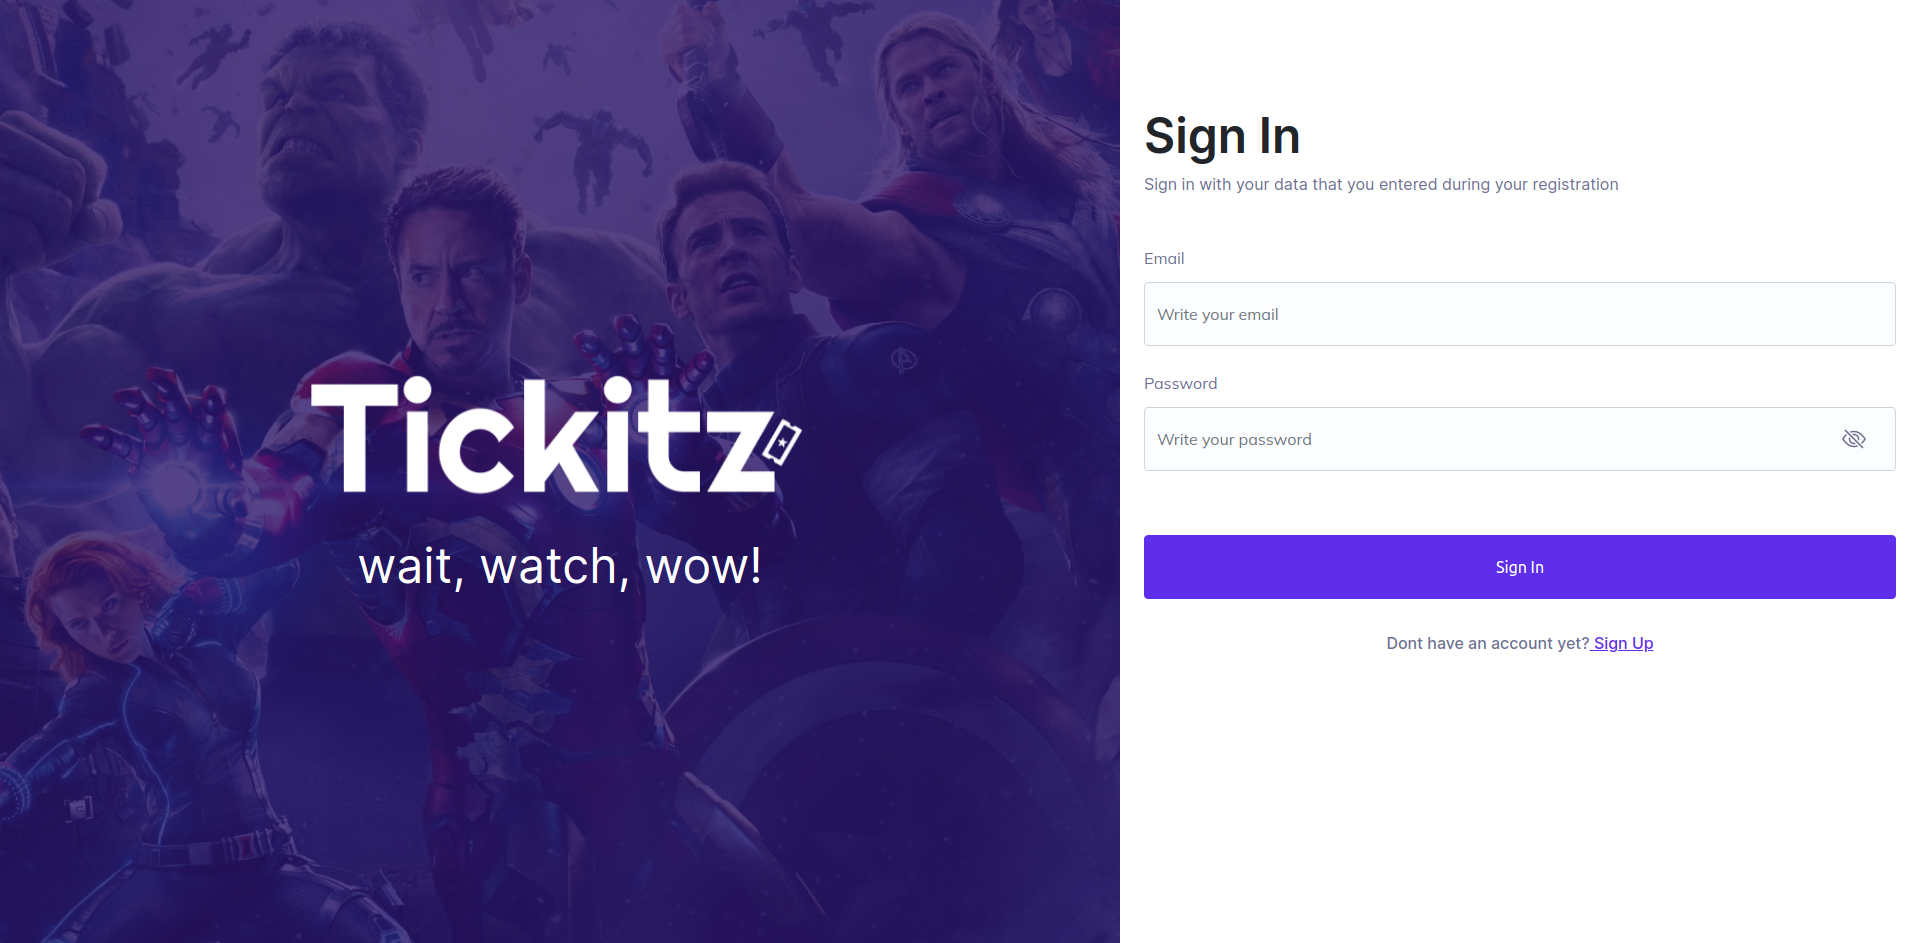 Tickitz
wait, watch, wow!
Sign In
Sign in with your data that you entered during your registration
Email
Write your email
Password
Write your password
Sign In
Dont have an account yet? Sign Up